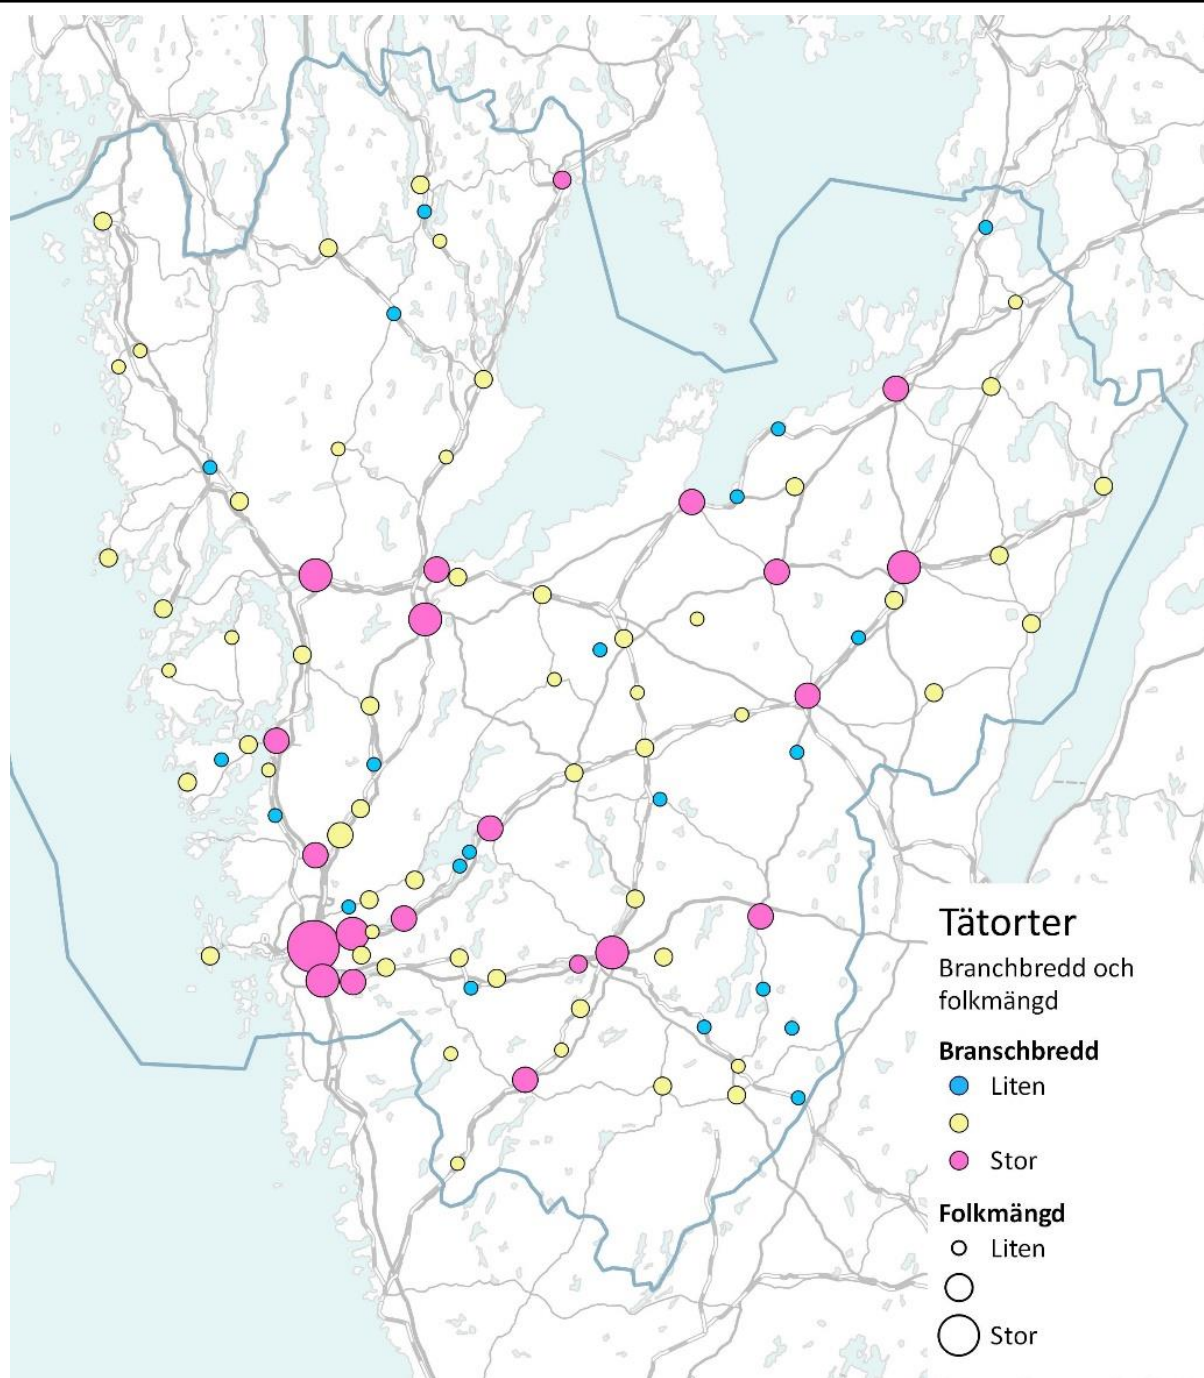 Tätorter
Branchbredd och
folkmängd
Branschbredd
Liten
Stor
Folkmängd
Liten
Stor